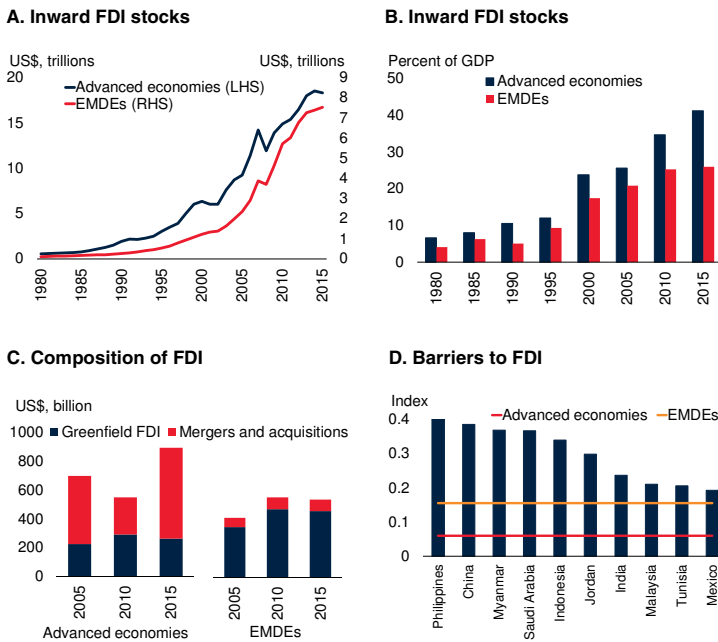 A. Inward FDI stocks
US$, trillions
US$, trillions
20
15
10
5
0
9
8
7
6
5
4
3
2
1
0
Advanced economies (LHS)
EMDEs (RHS)
1980
1985
1990
1995
2000
2005
2010
2015
B. Inward FDI stocks
Percent of GDP
50
40
30
20
10
0
Advanced economies
EMDEs
1980
1985
1990
1995
2000
2005
2010
2015
C. Composition of FDI
US$, billion
1000
800
600
400
200
0
Greenfield FDI
Mergers and acquisitions
2005
2010
2015
2005
2010
2015
Advanced economies
EMDEs
D. Barriers to FDI
Index
0.4
0.3
0.2
0.1
0
Advanced economies
EMDEs
Philippines
China
Myanmar
Saudi Arabia
Indonesia
Jordan
India
Malaysia
Tunisia
Mexico